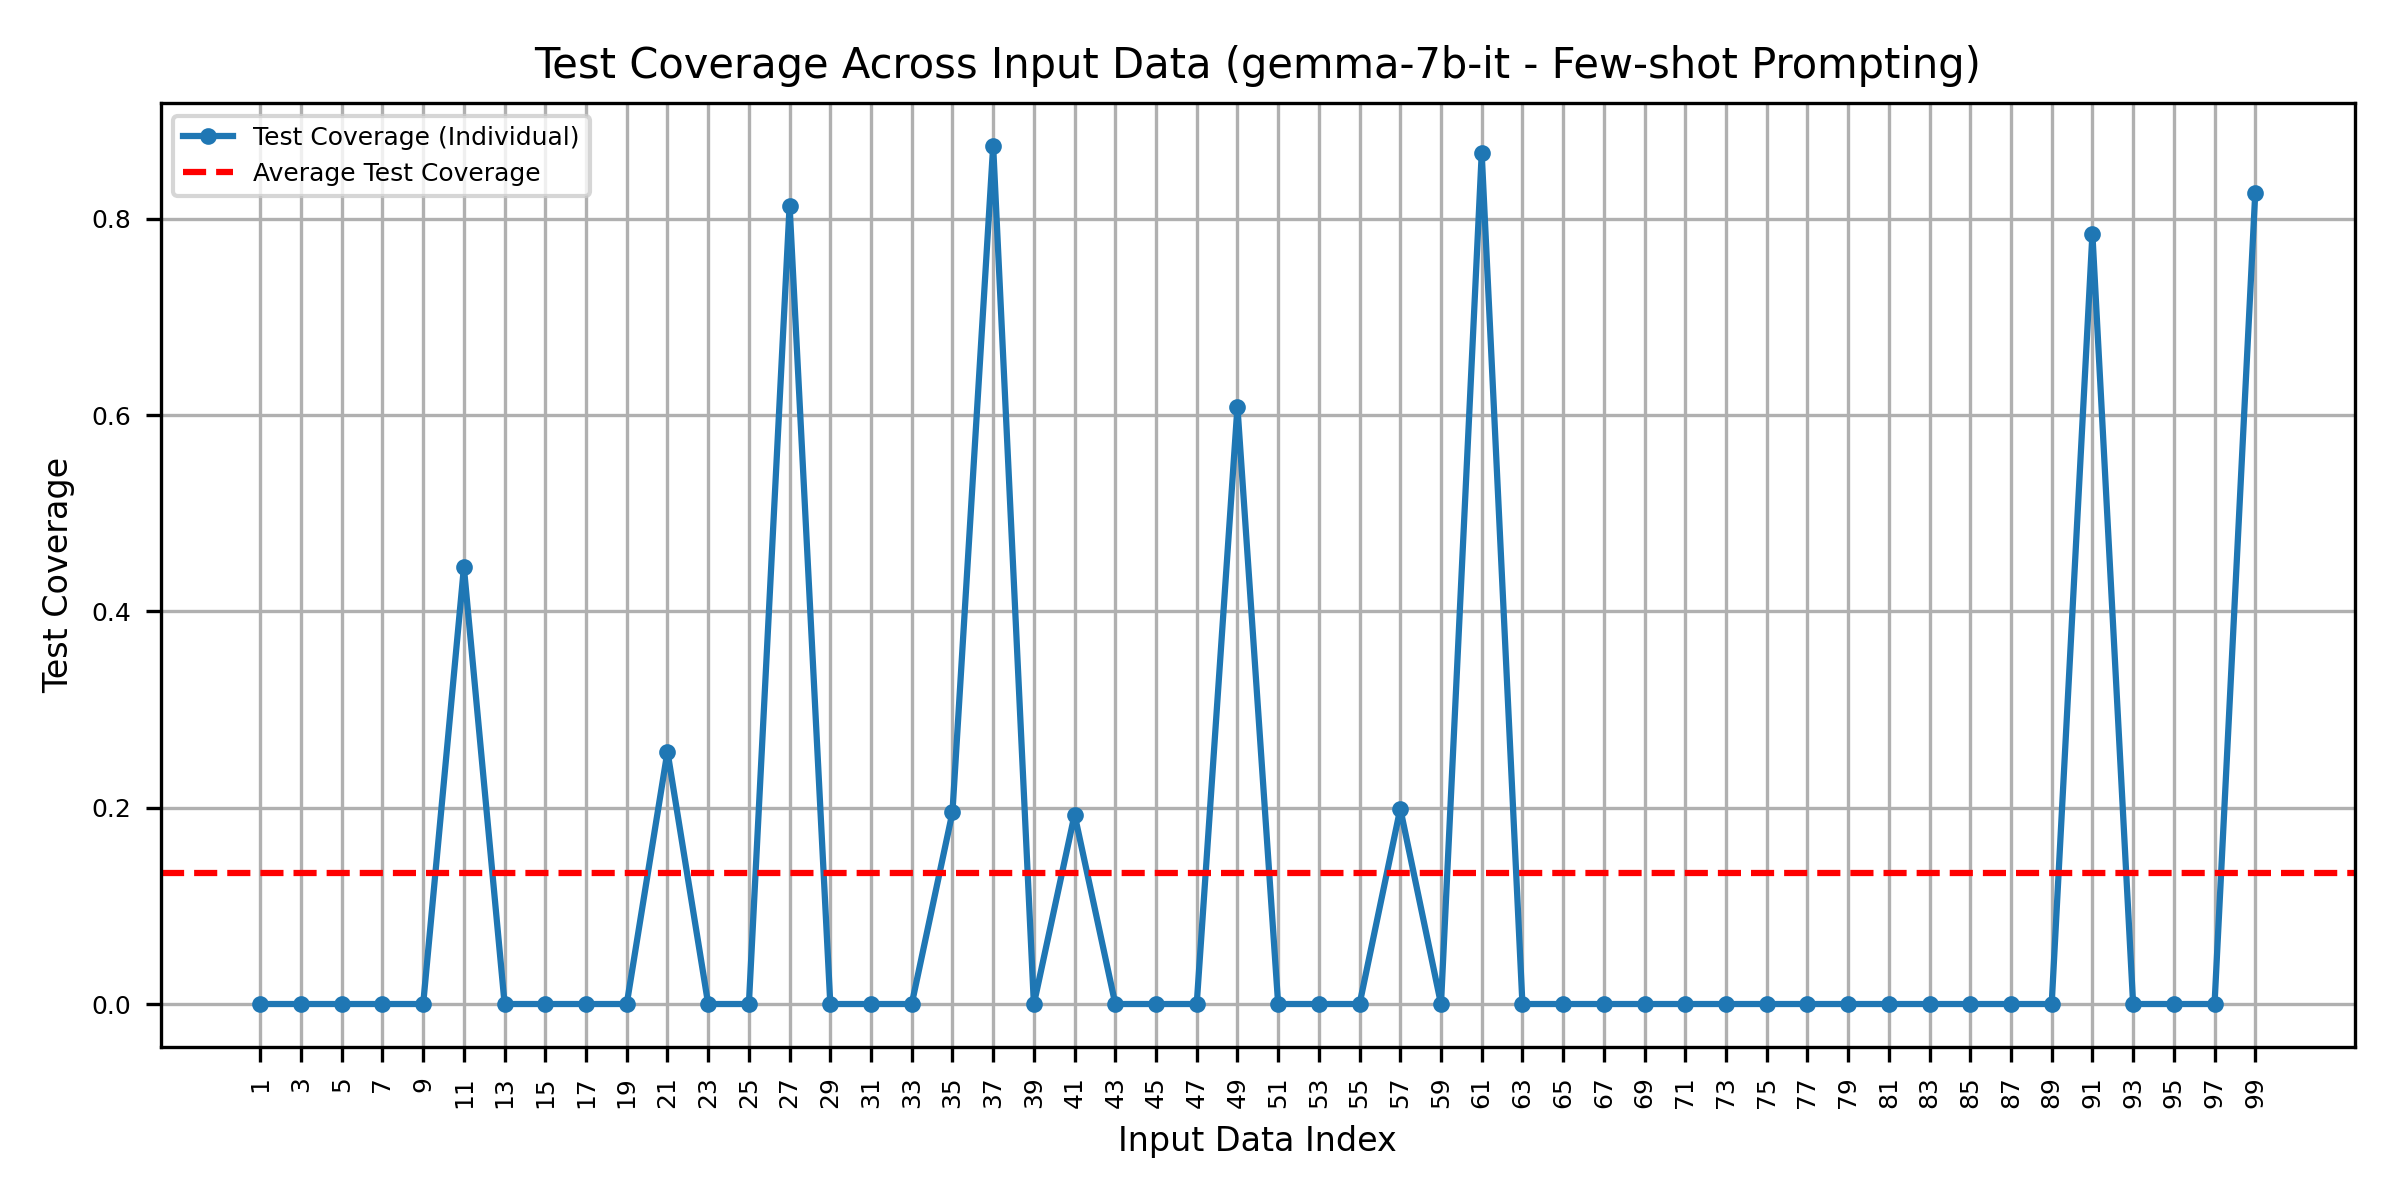 Test Coverage Across Input Data (gemma-7b-it - Few-shot Prompting)
Test Coverage (Individual)
Average Test Coverage
Test Coverage
0.8
0.6
0.4
0.2
0.0
1 3 5 7 9 11 13 15 17 19 21 23 25 27 29 31 33 35 37 39 41 43 45 47 49 51 53 55 57 59 61 63 65 67 69 71 73 75 77 79 81 83 85 87 89 91 93 95 97 99
Input Data Index